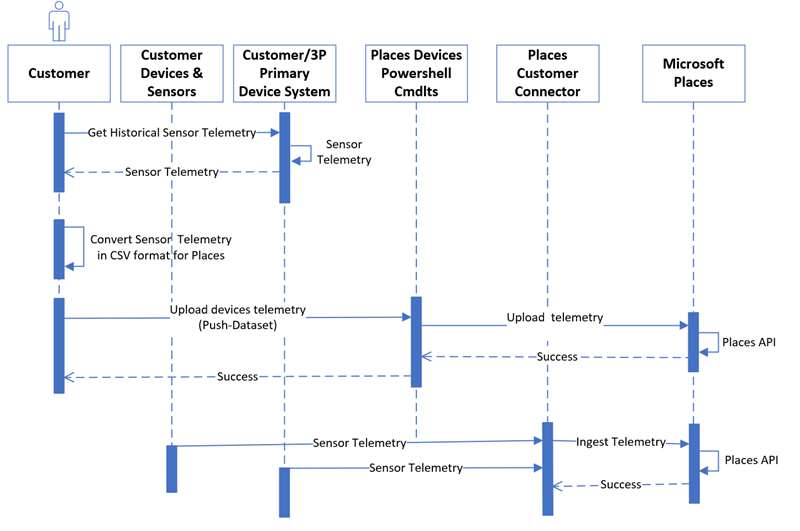 Customer
Customer
Devices &
Sensors
Customer/3P
Primary
Device System
Places Devices
Powershell
Cmdlts
Places
Customer
Connector
Microsoft
Places
Get Historical Sensor Telemetry
Sensor
Telemetry
Sensor Telemetry
Convert Sensor Telemetry
in CSV format for Places
Upload devices telemetry
(Push-Dataset)
Upload telemetry
Places API
Success
Success
Sensor Telemetry
Ingest Telemetry
Places API
Sensor Telemetry
Success